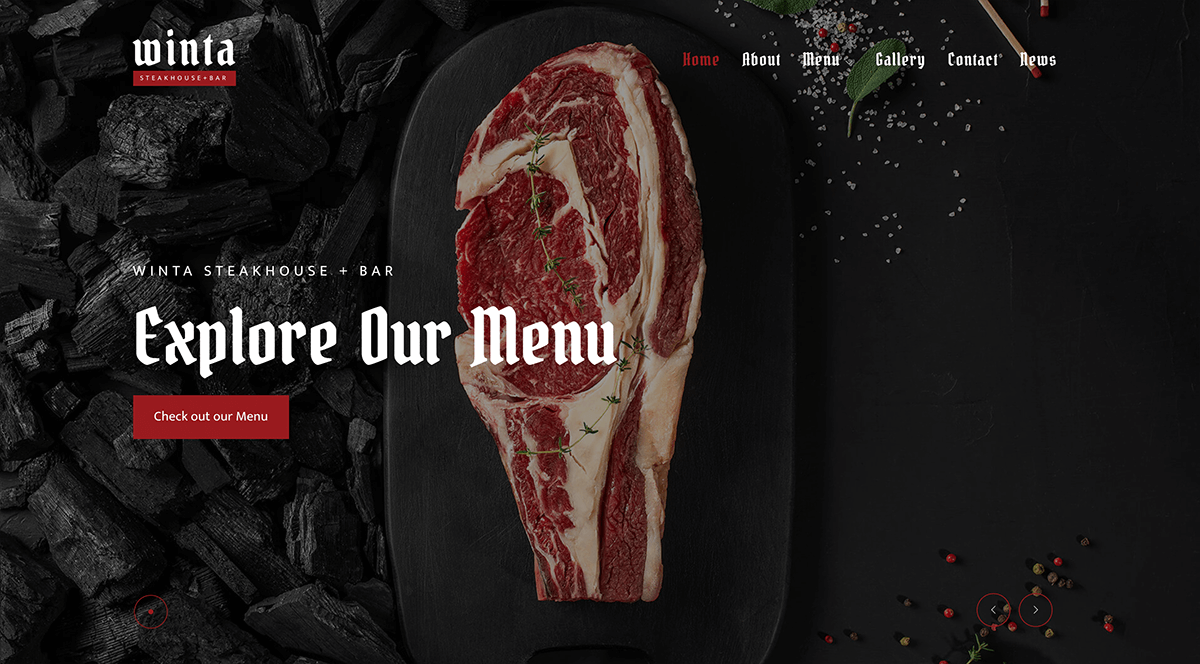 winta
STEAKHOUSE+BAR
Home About Menu Gallery Contact News
WINTA STEAKHOUSE + BAR
Explore Our Menu
Check out our Menu